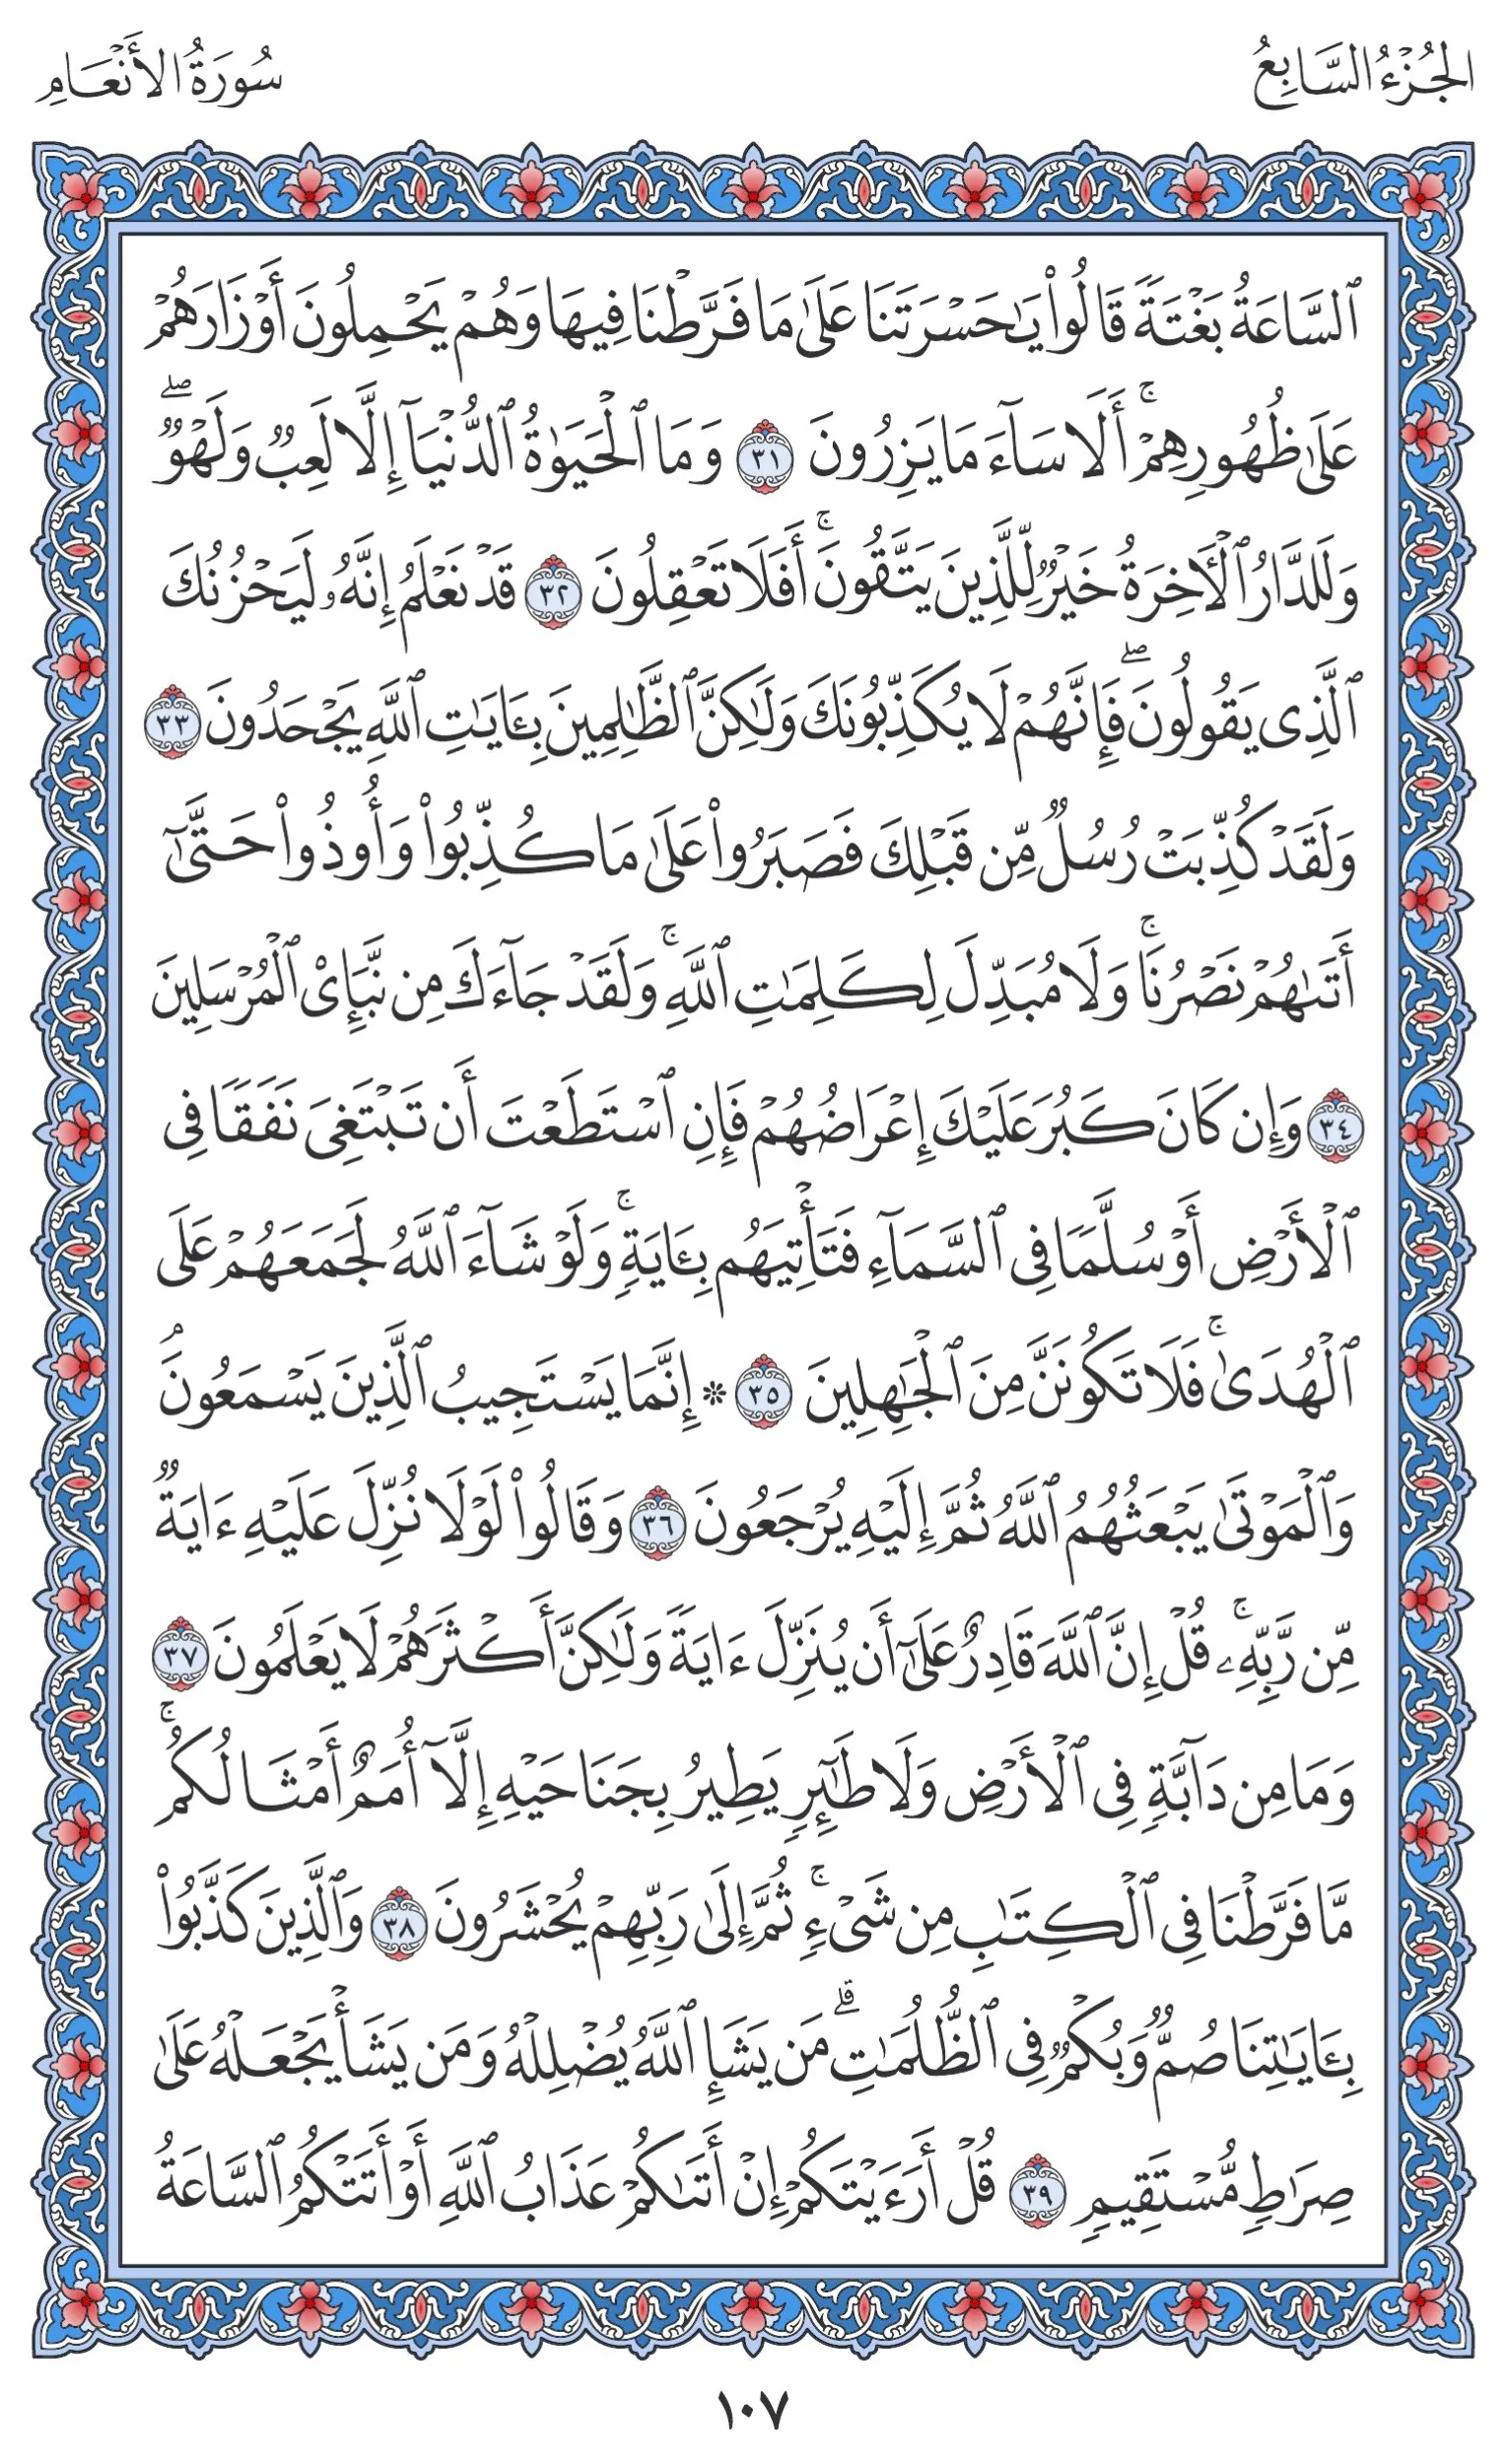 الجُزْءُ السَّابِعُ
سُورَةُ الأَنْعَامِ
ٱلسَّاعَةُ بَغْتَةً قَالُوا۟ يَـٰحَسْرَتَنَا عَلَىٰ مَا فَرَّطْنَا فِيهَا وَهُمْ يَحْمِلُونَ أَوْزَارَهُمْ
عَلَىٰ ظُهُورِهِمْ ۚ أَلَا سَآءَ مَا يَزِرُونَ ٣١ وَمَا ٱلْحَيَوٰةُ ٱلدُّنْيَآ إِلَّا لَعِبٌ وَلَهْوٌ ۖ
وَلَلدَّارُ ٱلْـَٔاخِرَةُ خَيْرٌ لِّلَّذِينَ يَتَّقُونَ ۚ أَفَلَا تَعْقِلُونَ ٣٢ قَدْ نَعْلَمُ إِنَّهُۥ لَيَحْزُنُكَ
ٱلَّذِى يَقُولُونَ ۖ فَإِنَّهُمْ لَا يُكَذِّبُونَكَ وَلَـٰكِنَّ ٱلظَّـٰلِمِينَ بِـَٔايَـٰتِ ٱللَّهِ يَجْحَدُونَ ٣٣
وَلَقَدْ كُذِّبَتْ رُسُلٌ مِّن قَبْلِكَ فَصَبَرُوا۟ عَلَىٰ مَا كُذِّبُوا۟ وَأُوذُوا۟ حَتَّىٰٓ
أَتَىٰهُمْ نَصْرُنَا ۚ وَلَا مُبَدِّلَ لِكَلِمَـٰتِ ٱللَّهِ ۚ وَلَقَدْ جَآءَكَ مِن نَّبَإِى۟ ٱلْمُرْسَلِينَ
٣٤ وَإِن كَانَ كَبُرَ عَلَيْكَ إِعْرَاضُهُمْ فَإِنِ ٱسْتَطَعْتَ أَن تَبْتَغِىَ نَفَقًا فِى
ٱلْأَرْضِ أَوْ سُلَّمًا فِى ٱلسَّمَآءِ فَتَأْتِيَهُم بِـَٔايَةٍ ۚ وَلَوْ شَآءَ ٱللَّهُ لَجَمَعَهُمْ عَلَى
ٱلْهُدَىٰ ۚ فَلَا تَكُونَنَّ مِنَ ٱلْجَـٰهِلِينَ ٣٥ ۞ إِنَّمَا يَسْتَجِيبُ ٱلَّذِينَ يَسْمَعُونَ ۘ
وَٱلْمَوْتَىٰ يَبْعَثُهُمُ ٱللَّهُ ثُمَّ إِلَيْهِ يُرْجَعُونَ ٣٦ وَقَالُوا۟ لَوْلَا نُزِّلَ عَلَيْهِ ءَايَةٌ
مِّن رَّبِّهِۦ ۚ قُلْ إِنَّ ٱللَّهَ قَادِرٌ عَلَىٰٓ أَن يُنَزِّلَ ءَايَةً وَلَـٰكِنَّ أَكْثَرَهُمْ لَا يَعْلَمُونَ ٣٧
وَمَا مِن دَآبَّةٍ فِى ٱلْأَرْضِ وَلَا طَـٰٓئِرٍ يَطِيرُ بِجَنَاحَيْهِ إِلَّآ أُمَمٌ أَمْثَالُكُم ۚ
مَّا فَرَّطْنَا فِى ٱلْكِتَـٰبِ مِن شَىْءٍ ۚ ثُمَّ إِلَىٰ رَبِّهِمْ يُحْشَرُونَ ٣٨ وَٱلَّذِينَ كَذَّبُوا۟
بِـَٔايَـٰتِنَا صُمٌّ وَبُكْمٌ فِى ٱلظُّلُمَـٰتِ ۗ مَن يَشَإِ ٱللَّهُ يُضْلِلْهُ وَمَن يَشَأْ يَجْعَلْهُ عَلَىٰ
صِرَٰطٍ مُّسْتَقِيمٍ ٣٩ قُلْ أَرَءَيْتَكُمْ إِنْ أَتَىٰكُمْ عَذَابُ ٱللَّهِ أَوْ أَتَتْكُمُ ٱلسَّاعَةُ
١٠٧